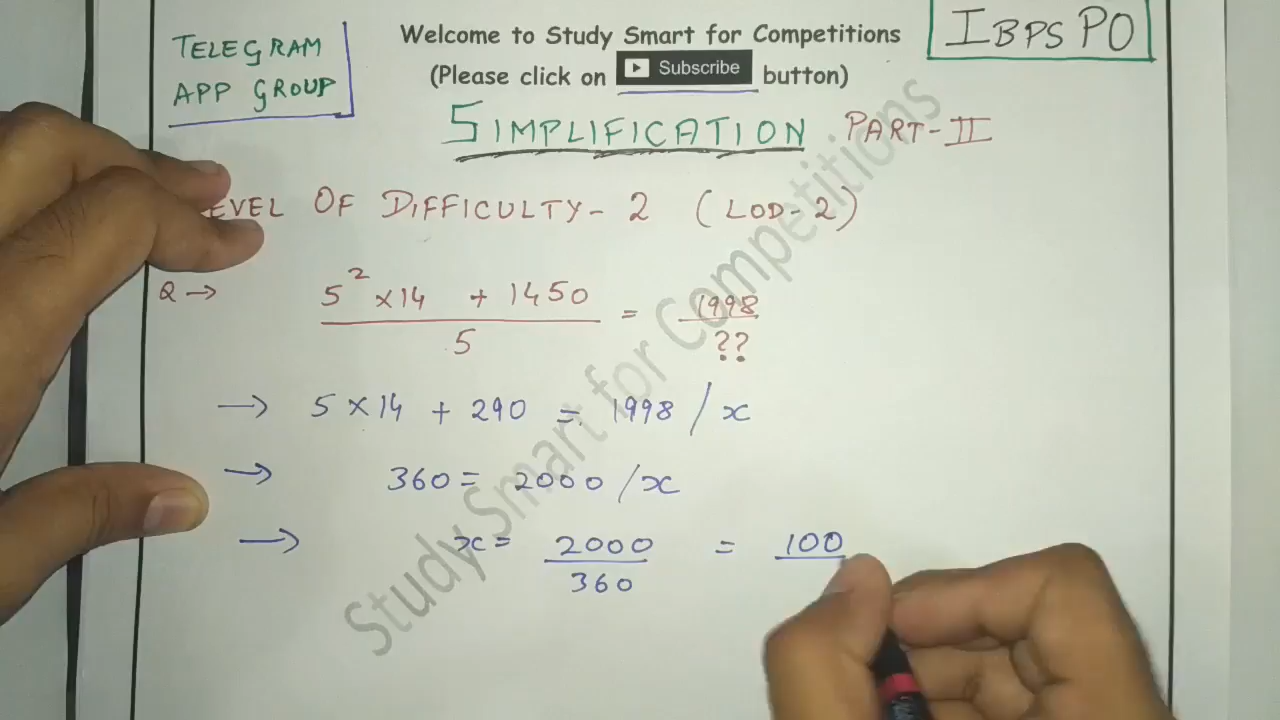 TELEGRAM
APP GROUP
Welcome to Study Smart for Competitions
(Please click on Subscribe button)
IBPS PO
SIMPLIFICATION PART-II
EVEL OF DIFFICULTY- 2 (LOD-2)
Q → (5² × 14 + 1450) / 5 = 1998 / ??
→ 5 × 14 + 290 = 1998 / x
→ 360 = 2000 / x
→ x = 2000 / 360 = 100
Study Smart for Competitions